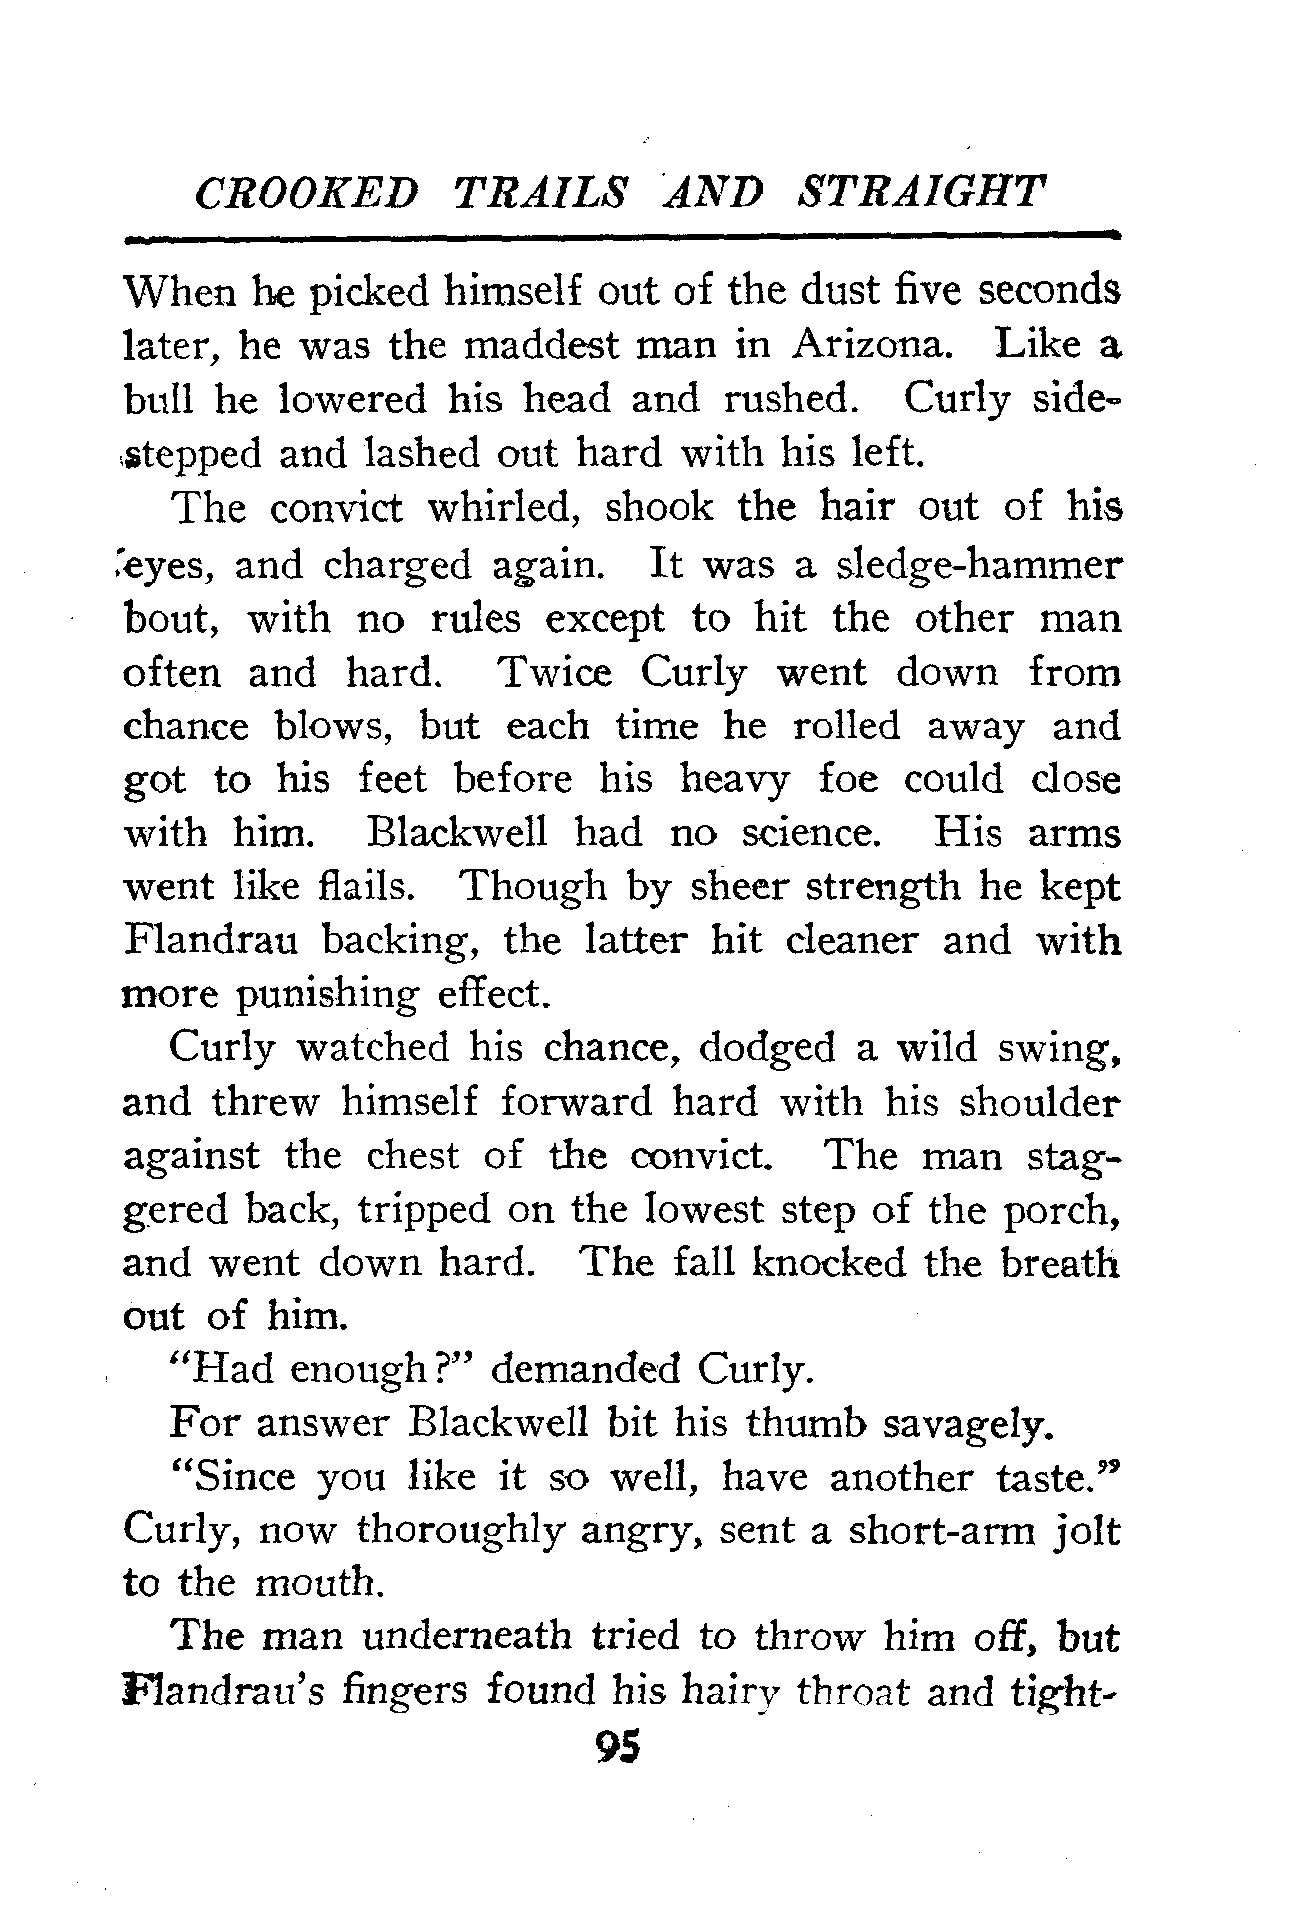 CROOKED TRAILS AND STRAIGHT
When he picked himself out of the dust five seconds
later, he was the maddest man in Arizona. Like a
bull he lowered his head and rushed. Curly side-
stepped and lashed out hard with his left.
The convict whirled, shook the hair out of his
eyes, and charged again. It was a sledge-hammer
bout, with no rules except to hit the other man
often and hard. Twice Curly went down from
chance blows, but each time he rolled away and
got to his feet before his heavy foe could close
with him. Blackwell had no science. His arms
went like flails. Though by sheer strength he kept
Flandrau backing, the latter hit cleaner and with
more punishing effect.
Curly watched his chance, dodged a wild swing,
and threw himself forward hard with his shoulder
against the chest of the convict. The man stag-
gered back, tripped on the lowest step of the porch,
and went down hard. The fall knocked the breath
out of him.
"Had enough?" demanded Curly.
For answer Blackwell bit his thumb savagely.
"Since you like it so well, have another taste."
Curly, now thoroughly angry, sent a short-arm jolt
to the mouth.
The man underneath tried to throw him off, but
Flandrau's fingers found his hairy throat and tight-
95